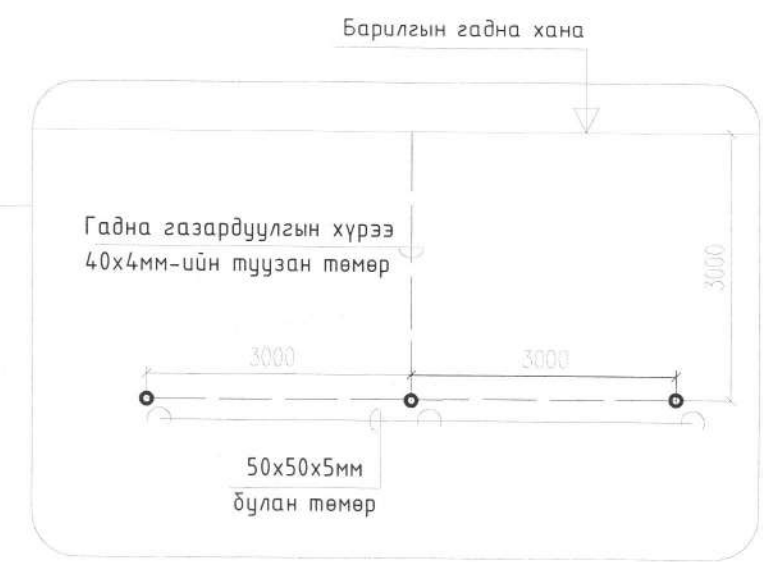 Барилгын гадна хана
Гадна газардуулгын хүрээ
40x4мм-ийн туузан төмөр
3000
3000
3000
50x50x5мм
булан төмөр